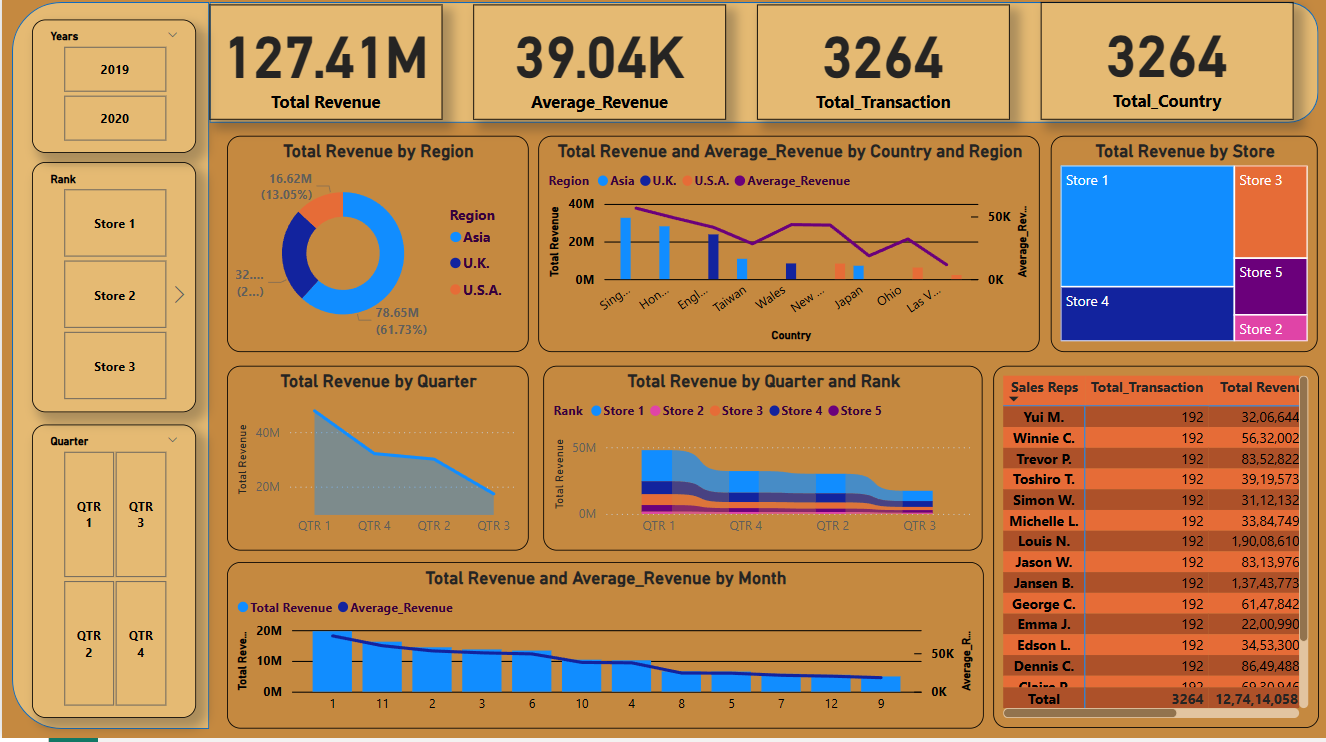 Years
2019
2020
Rank
Store 1
Store 2
Store 3
Quarter
QTR 1
QTR 3
QTR 2
QTR 4
127.41M
Total Revenue
39.04K
Average_Revenue
3264
Total_Transaction
3264
Total_Country
Total Revenue by Region
16.62M
(13.05%)
32....
(2...)
78.65M
(61.73%)
Region
Asia
U.K.
U.S.A.
Total Revenue and Average_Revenue by Country and Region
Region Asia U.K. U.S.A. Average_Revenue
Total Revenue
40M
20M
0M
50K
0K
Average_Rev...
Sing... Hon... Engl... Taiwan Wales New ... Japan Ohio Las V...
Country
Total Revenue by Store
Store 1
Store 3
Store 5
Store 4
Store 2
Total Revenue by Quarter
Total Revenue
40M
20M
QTR 1 QTR 4 QTR 2 QTR 3
Total Revenue by Quarter and Rank
Rank Store 1 Store 2 Store 3 Store 4 Store 5
Total Revenue
50M
0M
QTR 1 QTR 4 QTR 2 QTR 3
Total Revenue and Average_Revenue by Month
Total Revenue Average_Revenue
Total Reve...
20M
10M
0M
50K
0K
Average_R...
1 11 2 3 6 10 4 8 5 7 12 9
Sales Reps Total_Transaction Total Revenu
Yui M. 192 32,06,644
Winnie C. 192 56,32,002
Trevor P. 192 83,52,822
Toshiro T. 192 39,19,573
Simon W. 192 31,12,132
Michelle L. 192 33,84,749
Louis N. 192 1,90,08,610
Jason W. 192 83,13,976
Jansen B. 192 1,37,43,773
George C. 192 61,47,842
Emma J. 192 22,00,990
Edson L. 192 34,53,300
Dennis C. 192 86,49,488
192
Total 3264 12,74,14,058